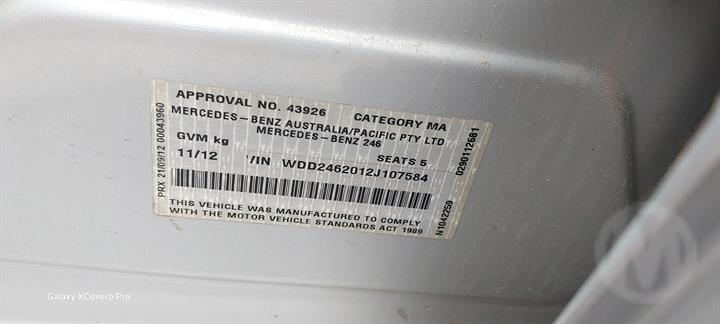 APPROVAL NO. 43926 CATEGORY MA
MERCEDES-BENZ AUSTRALIA/PACIFIC PTY LTD
MERCEDES-BENZ 246
GVM kg SEATS 5
11/12 VIN WDD2462012J107584
THIS VEHICLE WAS MANUFACTURED TO COMPLY
WITH THE MOTOR VEHICLE STANDARDS ACT 1989
PRX 21/09/12 00043960
0290112681
N1042259
Galaxy XCover6 Pro
M